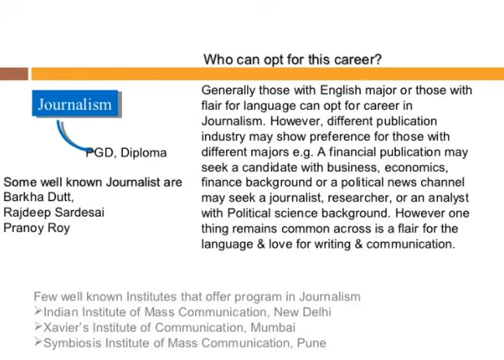 Who can opt for this career?
Journalism
PGD, Diploma
Some well known Journalist are
Barkha Dutt,
Rajdeep Sardesai
Pranoy Roy
Generally those with English major or those with
flair for language can opt for career in
Journalism. However, different publication
industry may show preference for those with
different majors e.g. A financial publication may
seek a candidate with business, economics,
finance background or a political news channel
may seek a journalist, researcher, or an analyst
with Political science background. However one
thing remains common across is a flair for
the language & love for writing & communication.
Few well known Institutes that offer program in Journalism
Indian Institute of Mass Communication, New Delhi
Xavier's Institute of Communication, Mumbai
Symbiosis Institute of Mass Communication, Pune